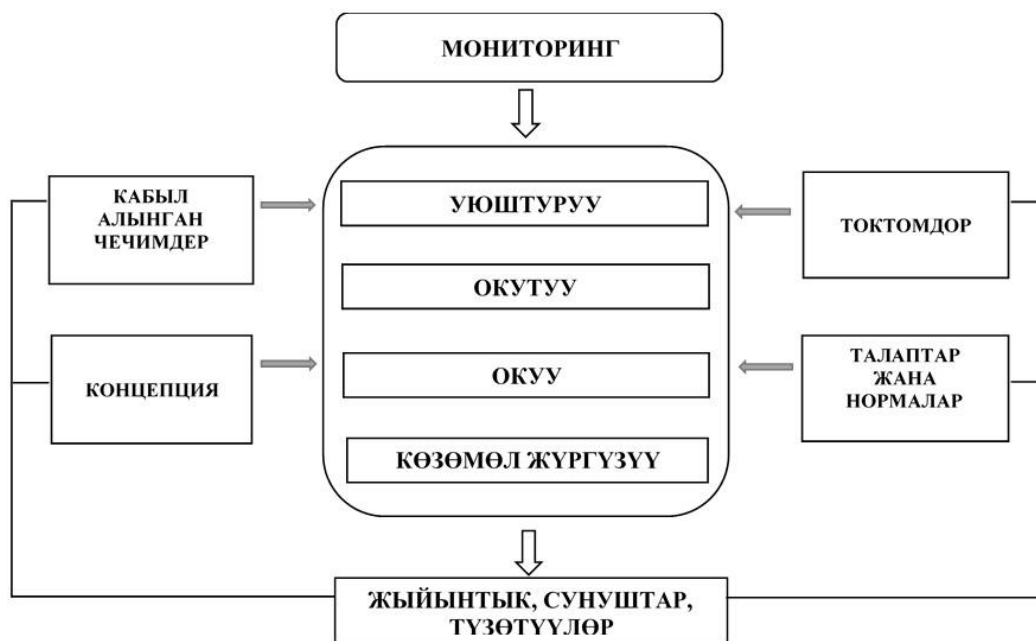 МОНИТОРИНГ
КАБЫЛ
АЛЫНГАН
ЧЕЧИМДЕР
УЮШТУРУУ
ТОКТОМДОР
ОКУТУУ
КОНЦЕПЦИЯ
ОКУУ
ТАЛАПТАР
ЖАНА
НОРМАЛАР
КӨЗӨМӨЛ ЖҮРГҮЗҮҮ
ЖЫЙЫНТЫК, СУНУШТАР,
ТҮЗӨТҮҮЛӨР